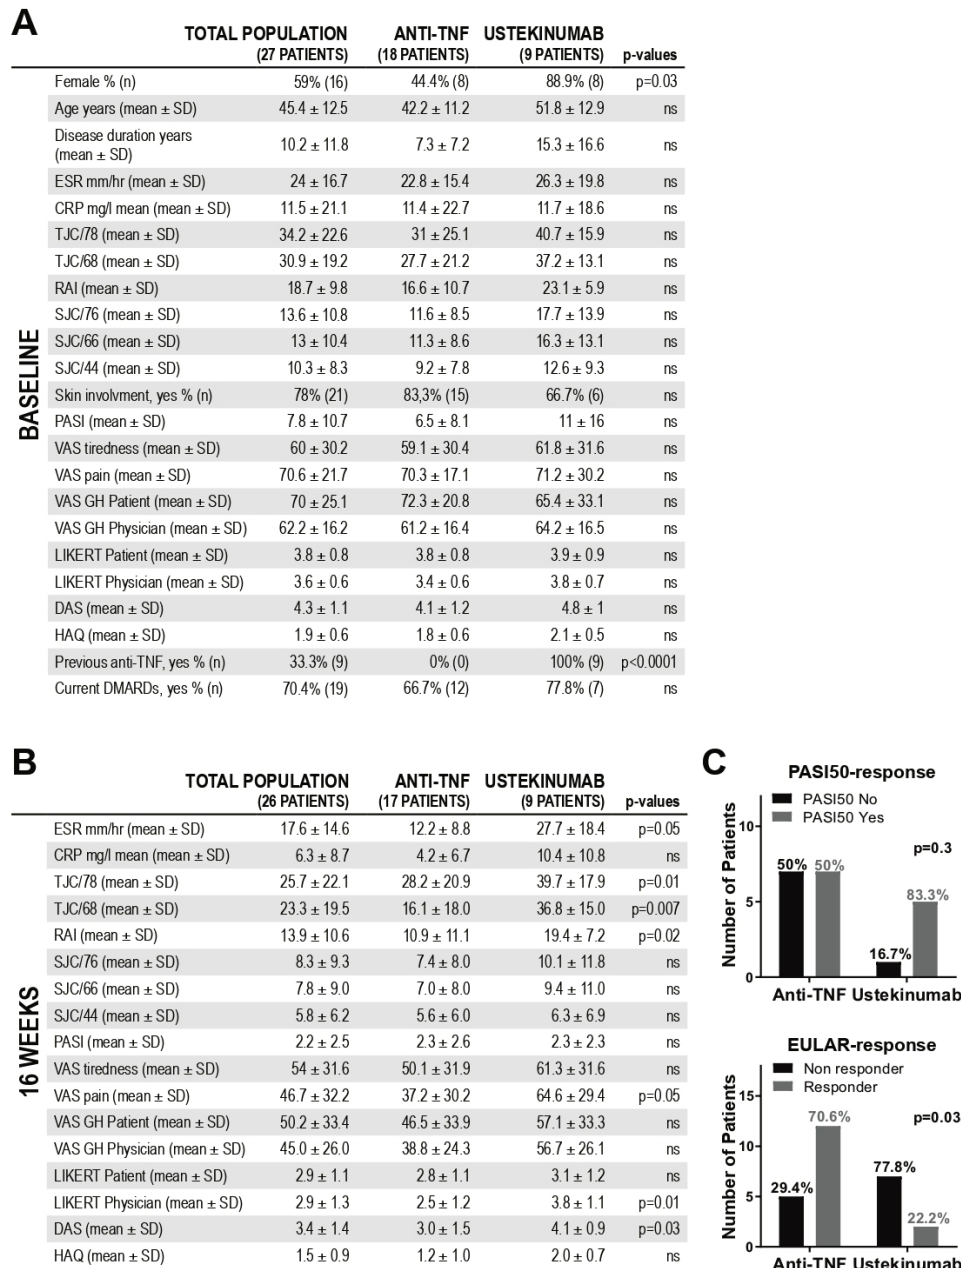 A
TOTAL POPULATION ANTI-TNF USTEKINUMAB
(27 PATIENTS) (18 PATIENTS) (9 PATIENTS) p-values
BASELINE
Female % (n) 59% (16) 44.4% (8) 88.9% (8) p=0.03
Age years (mean ± SD) 45.4 ± 12.5 42.2 ± 11.2 51.8 ± 12.9 ns
Disease duration years
(mean ± SD) 10.2 ± 11.8 7.3 ± 7.2 15.3 ± 16.6 ns
ESR mm/hr (mean ± SD) 24 ± 16.7 22.8 ± 15.4 26.3 ± 19.8 ns
CRP mg/l mean (mean ± SD) 11.5 ± 21.1 11.4 ± 22.7 11.7 ± 18.6 ns
TJC/78 (mean ± SD) 34.2 ± 22.6 31 ± 25.1 40.7 ± 15.9 ns
TJC/68 (mean ± SD) 30.9 ± 19.2 27.7 ± 21.2 37.2 ± 13.1 ns
RAI (mean ± SD) 18.7 ± 9.8 16.6 ± 10.7 23.1 ± 5.9 ns
SJC/76 (mean ± SD) 13.6 ± 10.8 11.6 ± 8.5 17.7 ± 13.9 ns
SJC/66 (mean ± SD) 13 ± 10.4 11.3 ± 8.6 16.3 ± 13.1 ns
SJC/44 (mean ± SD) 10.3 ± 8.3 9.2 ± 7.8 12.6 ± 9.3 ns
Skin involvment, yes % (n) 78% (21) 83,3% (15) 66.7% (6) ns
PASI (mean ± SD) 7.8 ± 10.7 6.5 ± 8.1 11 ± 16 ns
VAS tiredness (mean ± SD) 60 ± 30.2 59.1 ± 30.4 61.8 ± 31.6 ns
VAS pain (mean ± SD) 70.6 ± 21.7 70.3 ± 17.1 71.2 ± 30.2 ns
VAS GH Patient (mean ± SD) 70 ± 25.1 72.3 ± 20.8 65.4 ± 33.1 ns
VAS GH Physician (mean ± SD) 62.2 ± 16.2 61.2 ± 16.4 64.2 ± 16.5 ns
LIKERT Patient (mean ± SD) 3.8 ± 0.8 3.8 ± 0.8 3.9 ± 0.9 ns
LIKERT Physician (mean ± SD) 3.6 ± 0.6 3.4 ± 0.6 3.8 ± 0.7 ns
DAS (mean ± SD) 4.3 ± 1.1 4.1 ± 1.2 4.8 ± 1 ns
HAQ (mean ± SD) 1.9 ± 0.6 1.8 ± 0.6 2.1 ± 0.5 ns
Previous anti-TNF, yes % (n) 33.3% (9) 0% (0) 100% (9) p<0.0001
Current DMARDs, yes % (n) 70.4% (19) 66.7% (12) 77.8% (7) ns
B
TOTAL POPULATION ANTI-TNF USTEKINUMAB
(26 PATIENTS) (17 PATIENTS) (9 PATIENTS) p-values
16 WEEKS
ESR mm/hr (mean ± SD) 17.6 ± 14.6 12.2 ± 8.8 27.7 ± 18.4 p=0.05
CRP mg/l mean (mean ± SD) 6.3 ± 8.7 4.2 ± 6.7 10.4 ± 10.8 ns
TJC/78 (mean ± SD) 25.7 ± 22.1 28.2 ± 20.9 39.7 ± 17.9 p=0.01
TJC/68 (mean ± SD) 23.3 ± 19.5 16.1 ± 18.0 36.8 ± 15.0 p=0.007
RAI (mean ± SD) 13.9 ± 10.6 10.9 ± 11.1 19.4 ± 7.2 p=0.02
SJC/76 (mean ± SD) 8.3 ± 9.3 7.4 ± 8.0 10.1 ± 11.8 ns
SJC/66 (mean ± SD) 7.8 ± 9.0 7.0 ± 8.0 9.4 ± 11.0 ns
SJC/44 (mean ± SD) 5.8 ± 6.2 5.6 ± 6.0 6.3 ± 6.9 ns
PASI (mean ± SD) 2.2 ± 2.5 2.3 ± 2.6 2.3 ± 2.3 ns
VAS tiredness (mean ± SD) 54 ± 31.6 50.1 ± 31.9 61.3 ± 31.6 ns
VAS pain (mean ± SD) 46.7 ± 32.2 37.2 ± 30.2 64.6 ± 29.4 p=0.05
VAS GH Patient (mean ± SD) 50.2 ± 33.4 46.5 ± 33.9 57.1 ± 33.3 ns
VAS GH Physician (mean ± SD) 45.0 ± 26.0 38.8 ± 24.3 56.7 ± 26.1 ns
LIKERT Patient (mean ± SD) 2.9 ± 1.1 2.8 ± 1.1 3.1 ± 1.2 ns
LIKERT Physician (mean ± SD) 2.9 ± 1.3 2.5 ± 1.2 3.8 ± 1.1 p=0.01
DAS (mean ± SD) 3.4 ± 1.4 3.0 ± 1.5 4.1 ± 0.9 p=0.03
HAQ (mean ± SD) 1.5 ± 0.9 1.2 ± 1.0 2.0 ± 0.7 ns
C
PASI50-response
PASI50 No
PASI50 Yes
Number of Patients
10
5
0
p=0.3
50% 50%
16.7% 83.3%
Anti-TNF Ustekinumab
EULAR-response
Non responder
Responder
Number of Patients
15
10
5
0
p=0.03
29.4% 70.6%
77.8% 22.2%
Anti-TNF Ustekinumab